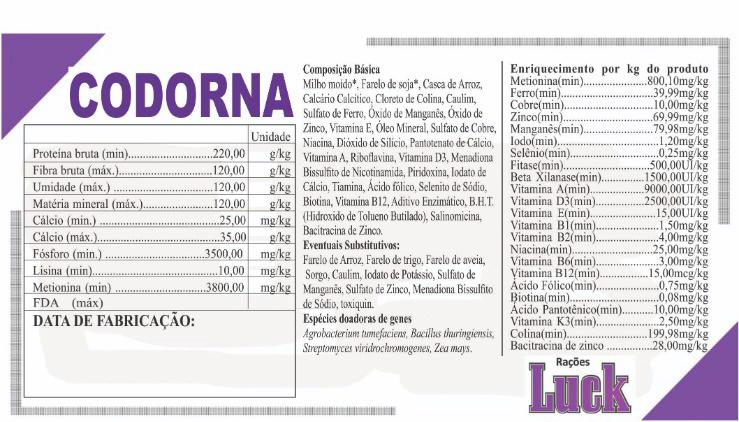 CODORNA
Unidade
Proteína bruta (min)......................220,00 g/kg
Fibra bruta (máx.)..........................120,00 g/kg
Umidade (máx.) ............................120,00 g/kg
Matéria mineral (máx.)..................120,00 g/kg
Cálcio (min.) ..................................25,00 mg/kg
Cálcio (máx.)..................................35,00 g/kg
Fósforo (min.) .............................3500,00 mg/kg
Lisina (min)....................................10,00 mg/kg
Metionina (min) ..........................3800,00 mg/kg
FDA (máx)
DATA DE FABRICAÇÃO:
Composição Básica
Milho moído*, Farelo de soja*, Casca de Arroz,
Calcário Calcítico, Cloreto de Colina, Caulim,
Sulfato de Ferro, Óxido de Manganês, Óxido de
Zinco, Vitamina E, Óleo Mineral, Sulfato de Cobre,
Niacina, Dióxido de Silício, Pantotenato de Cálcio,
Vitamina A, Riboflavina, Vitamina D3, Menadiona
Bissulfito de Nicotinamida, Piridoxina, Iodato de
Cálcio, Tiamina, Ácido fólico, Selenito de Sódio,
Biotina, Vitamina B12, Aditivo Enzimático, B.H.T.
(Hidroxido de Tolueno Butilado), Salinomicina,
Bacitracina de Zinco.
Eventuais Substitutivos:
Farelo de Arroz, Farelo de trigo, Farelo de aveia,
Sorgo, Caulim, Iodato de Potássio, Sulfato de
Manganês, Sulfato de Zinco, Menadiona Bissulfito
de Sódio, toxiquin.
Espécies doadoras de genes
Agrobacterium tumefaciens, Bacillus thuringiensis,
Streptomyces viridrochromogenes, Zea mays.
Enriquecimento por kg do produto
Metionina(min)..........................800,10mg/kg
Ferro(min)...................................39,99mg/kg
Cobre(min)..................................10,00mg/kg
Zinco(min)...................................69,99mg/kg
Manganês(min)...........................79,98mg/kg
Iodo(min)......................................1,20mg/kg
Selênio(min)..................................0,25mg/kg
Fitase(min)................................500,00UI/kg
Beta Xilanase(min)..................1500,00UI/kg
Vitamina A(min)......................9000,00UI/kg
Vitamina D3(min)....................2500,00UI/kg
Vitamina E(min).........................15,00UI/kg
Vitamina B1(min)........................1,50mg/kg
Vitamina B2(min)........................4,00mg/kg
Niacina(min)..............................25,00mg/kg
Vitamina B6(min)........................3,00mg/kg
Vitamina B12(min)...................15,00mcg/kg
Ácido Fólico(min).......................0,75mg/kg
Biotina(min).................................0,08mg/kg
Ácido Pantotênico(min)............10,00mg/kg
Vitamina K3(min)........................2,50mg/kg
Colina(min)..............................199,98mg/kg
Bacitracina de zinco ..................28,00mg/kg
Rações
Luck